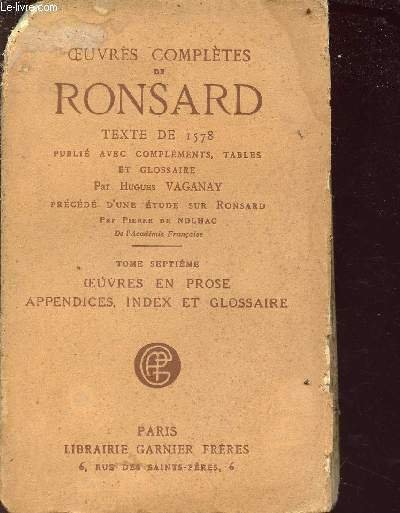 Le-livre.com
ŒUVRES COMPLÈTES
DE
RONSARD
TEXTE DE 1578
PUBLIÉ AVEC COMPLÉMENTS, TABLES
ET GLOSSAIRE
PAR HUGUES VAGANAY
PRÉCÉDÉ D'UNE ÉTUDE SUR RONSARD
PAR PIERRE DE NOLHAC
De l'Académie Française
TOME SEPTIÈME
ŒUVRES EN PROSE
APPENDICES, INDEX ET GLOSSAIRE
PARIS
LIBRAIRIE GARNIER FRÈRES
6, RUE DES SAINTS-PÈRES, 6